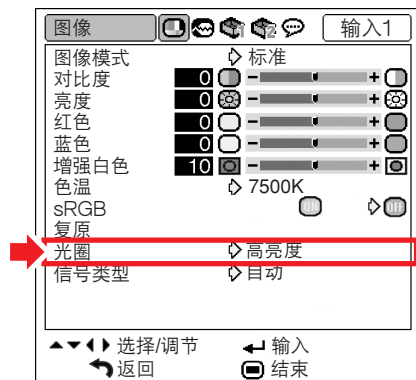 图像 输入1
图像模式 标准
对比度 0
亮度 0
红色 0
蓝色 0
增强白色 10
色温 7500K
sRGB ON OFF
复原
光圈 高亮度
信号类型 自动
选择/调节 输入
返回 结束